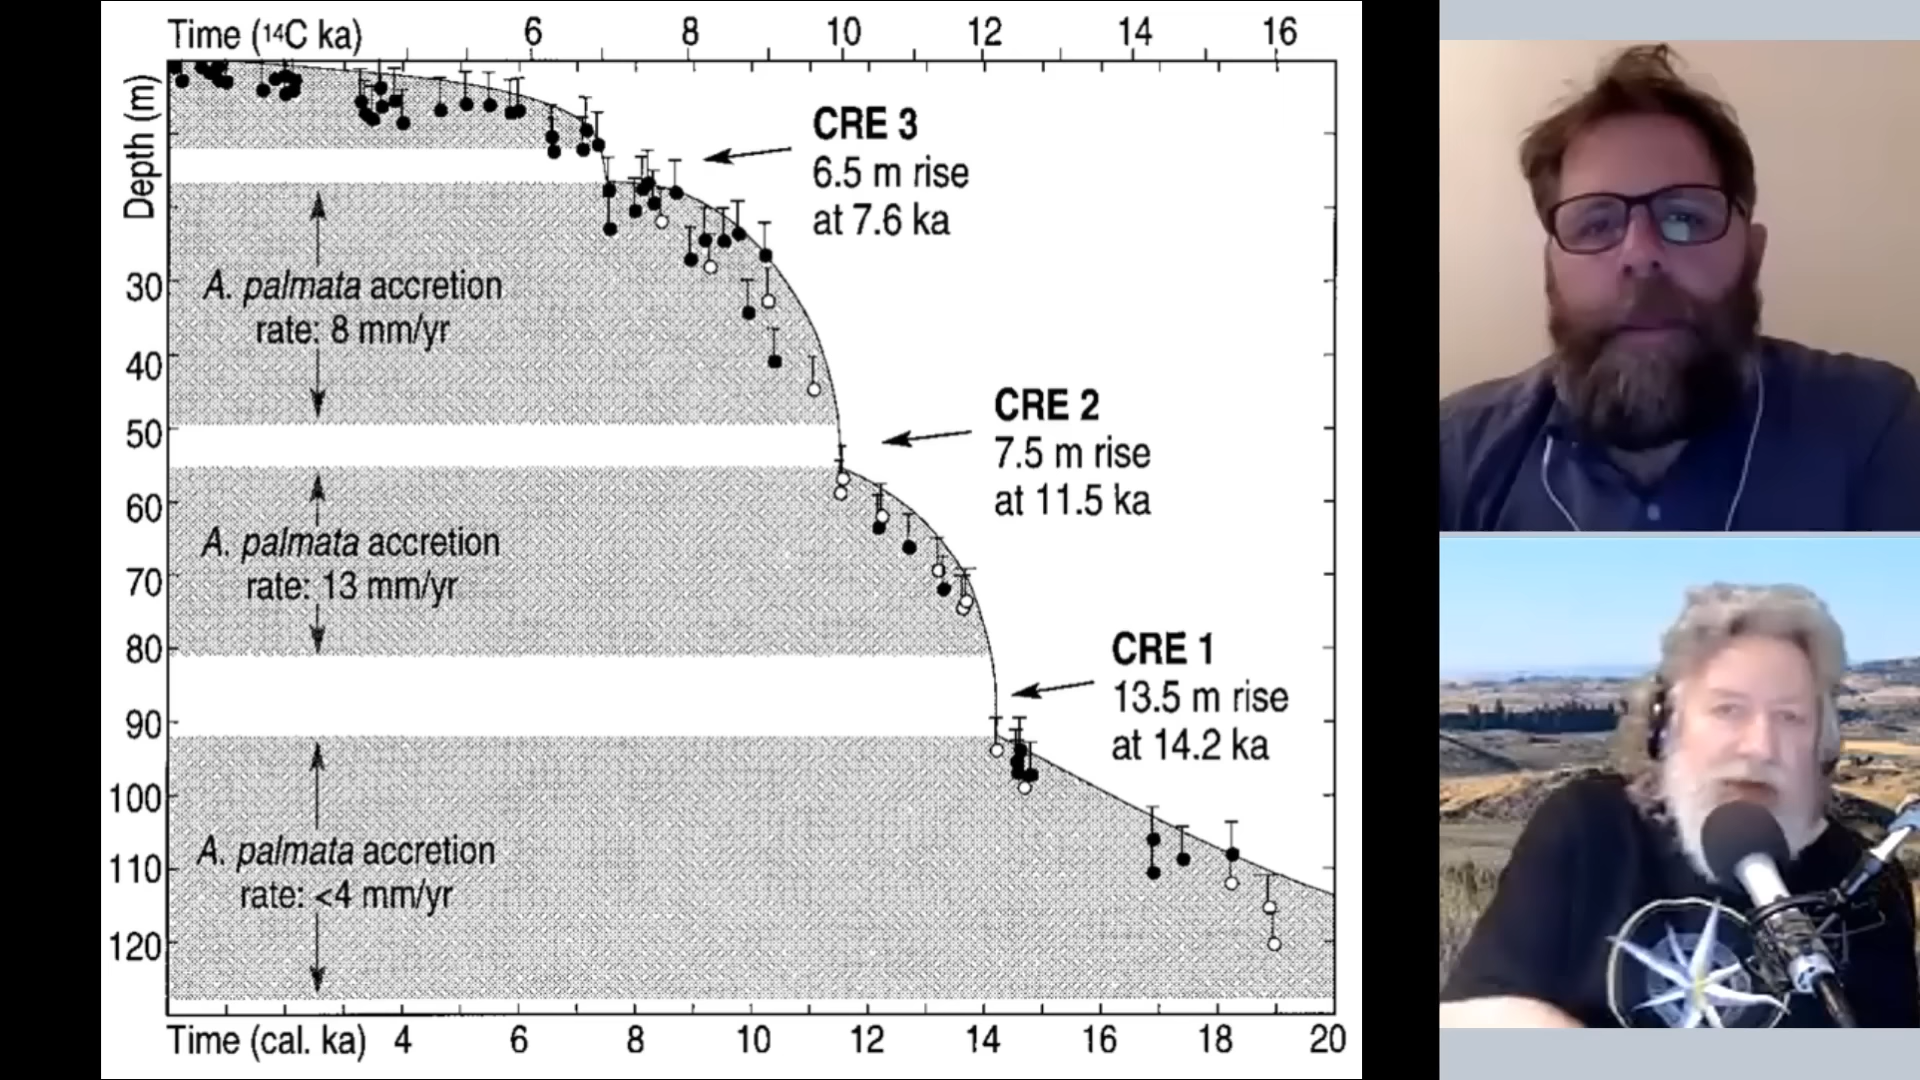 Time (¹⁴C ka) 6 8 10 12 14 16
Depth (m)
30
40
50
60
70
80
90
100
110
120
CRE 3
6.5 m rise
at 7.6 ka
A. palmata accretion
rate: 8 mm/yr
CRE 2
7.5 m rise
at 11.5 ka
A. palmata accretion
rate: 13 mm/yr
CRE 1
13.5 m rise
at 14.2 ka
A. palmata accretion
rate: <4 mm/yr
Time (cal. ka) 4 6 8 10 12 14 16 18 20